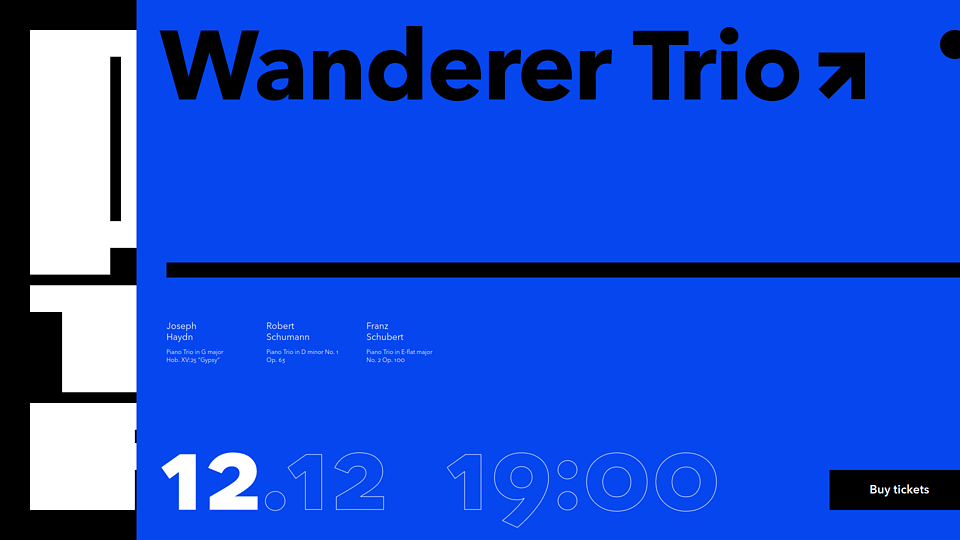 Wanderer Trio
Joseph
Haydn
Piano Trio in G major
Hob. XV:25 "Gypsy"
Robert
Schumann
Piano Trio in D minor No. 1
Op. 63
Franz
Schubert
Piano Trio in E-flat major
No. 2 Op. 100
12.12
19:00
Buy tickets